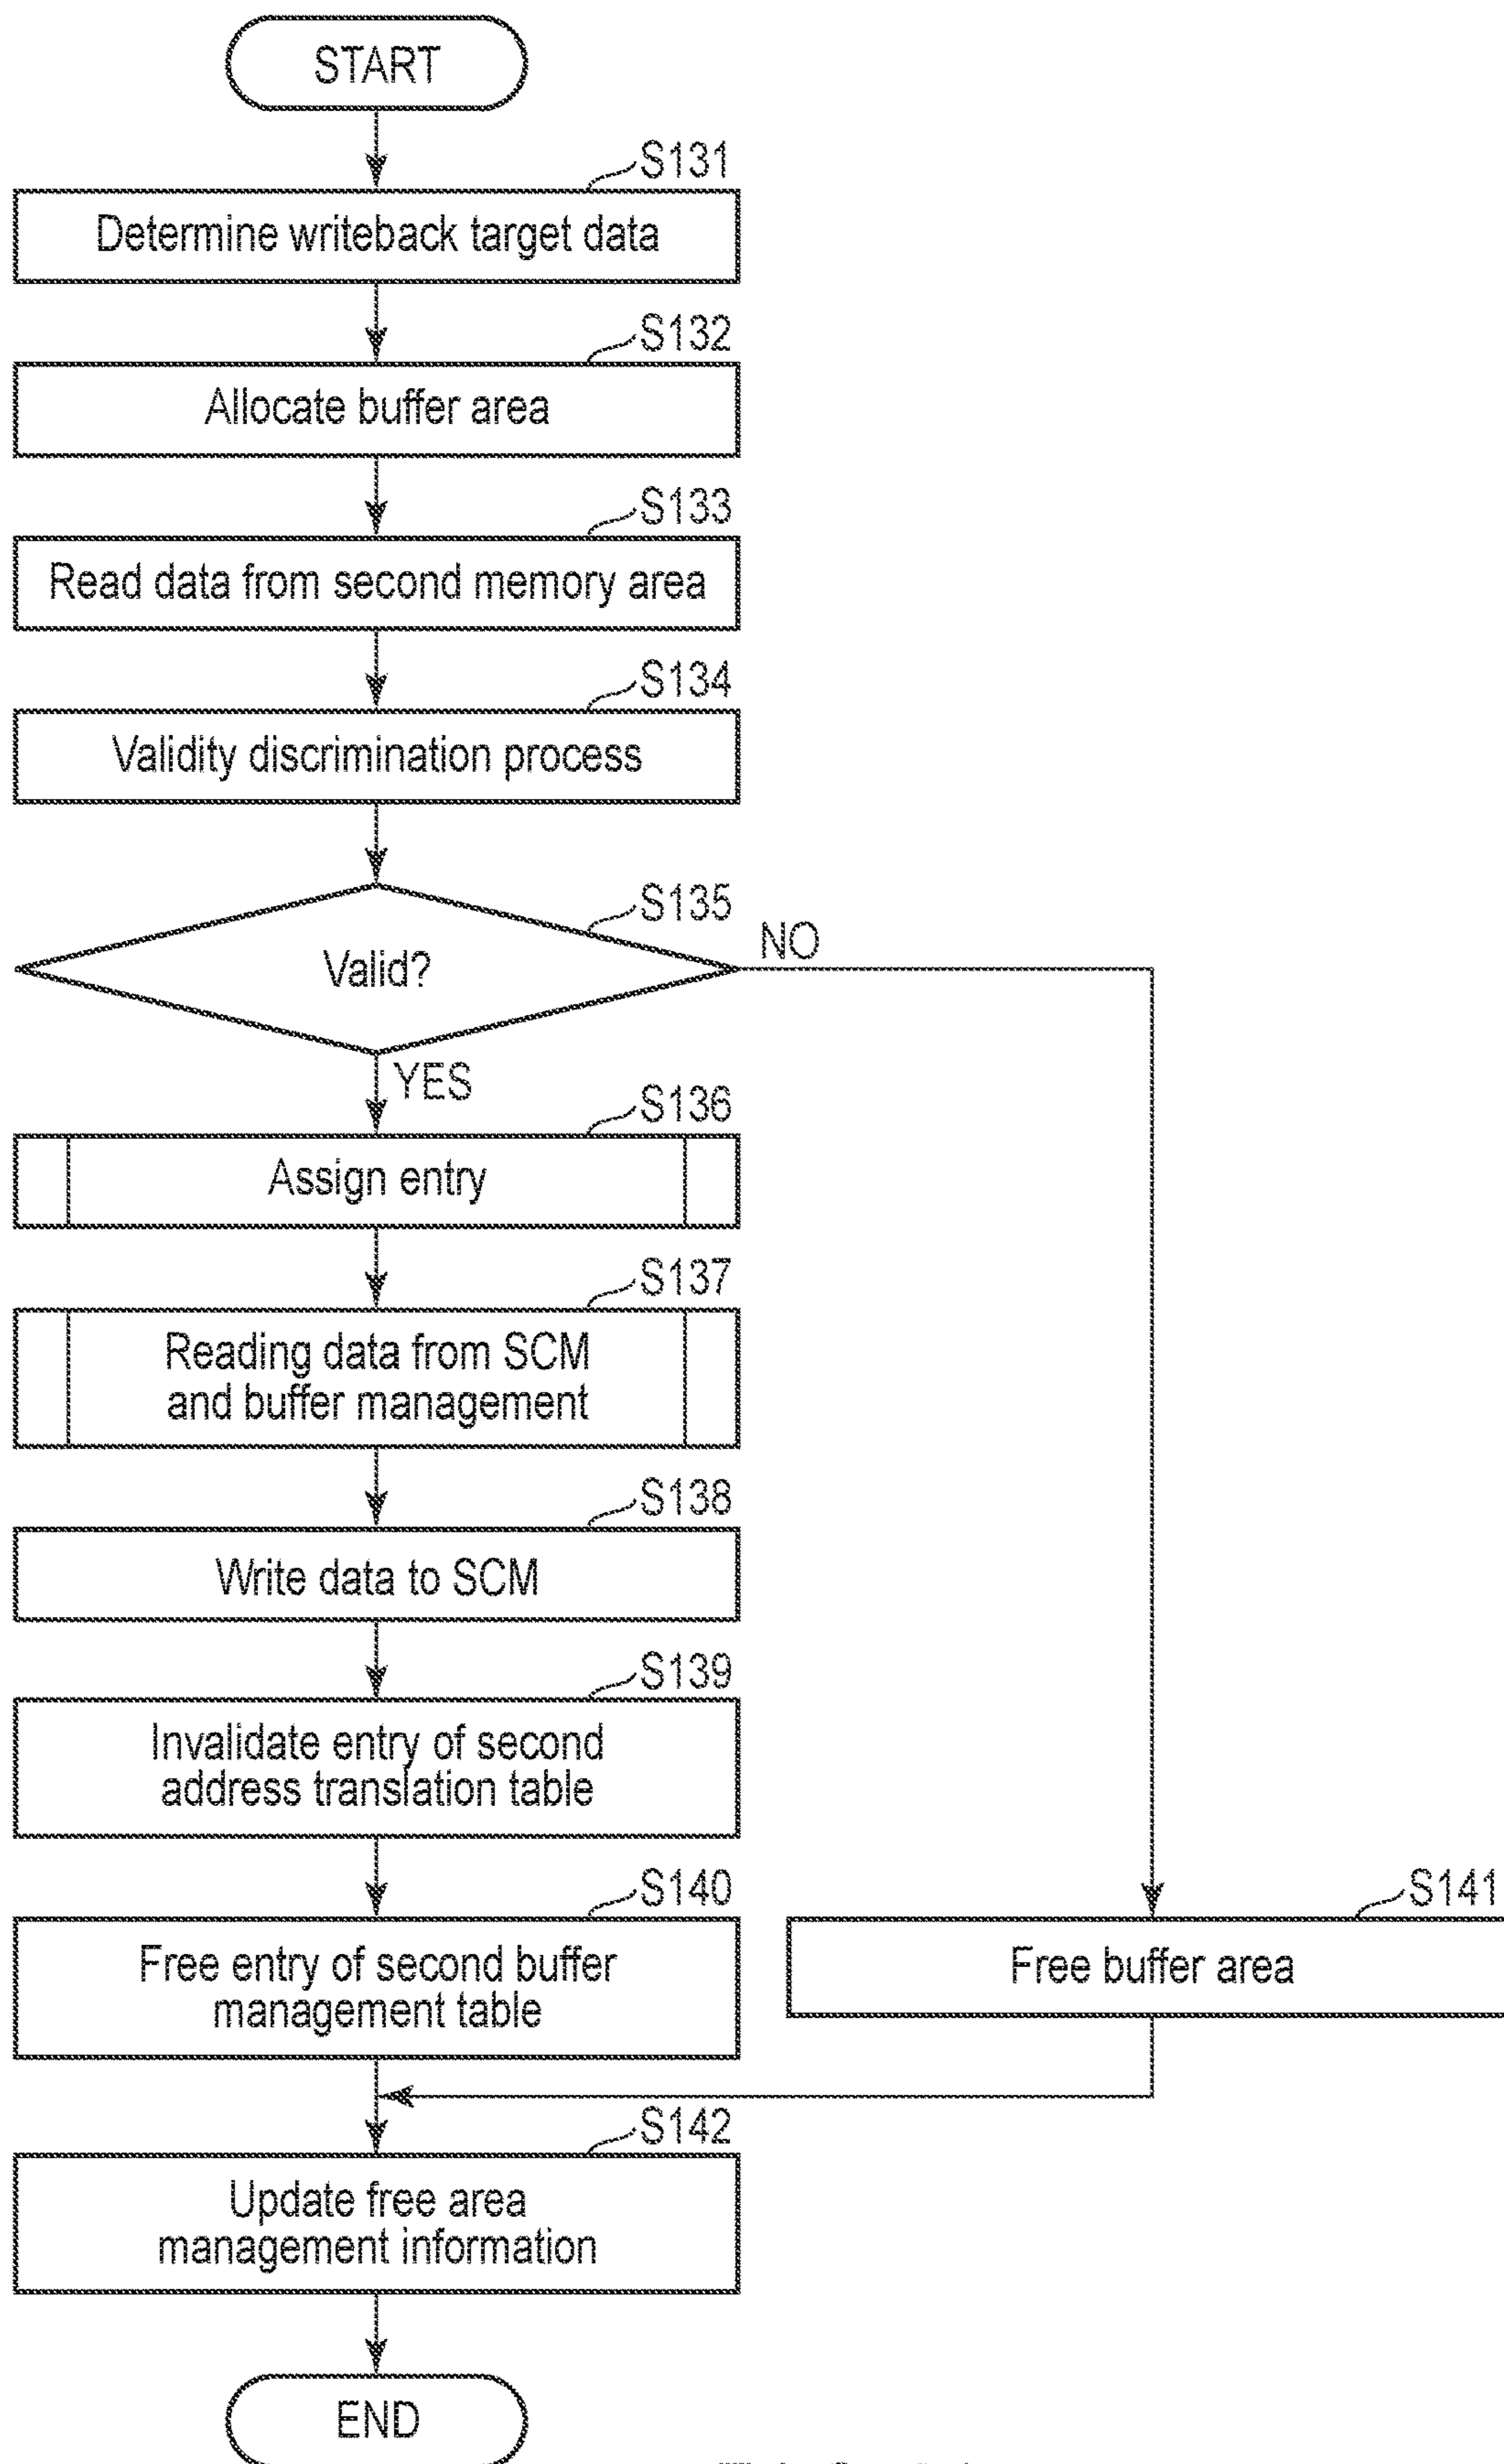 START
S131
Determine writeback target data
S132
Allocate buffer area
S133
Read data from second memory area
S134
Validity discrimination process
S135
Valid?
NO
YES
S136
Assign entry
S137
Reading data from SCM
and buffer management
S138
Write data to SCM
S139
Invalidate entry of second
address translation table
S140
Free entry of second buffer
management table
S141
Free buffer area
S142
Update free area
management information
END